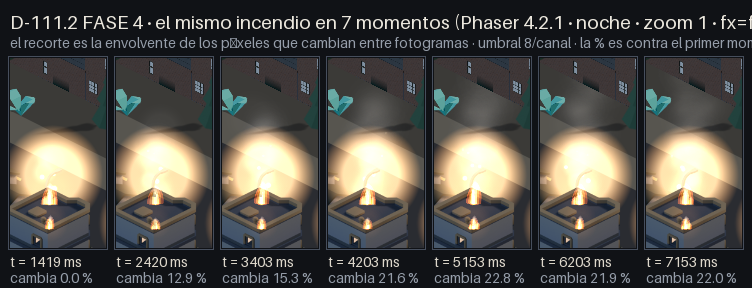 D-111.2 FASE 4 · el mismo incendio en 7 momentos (Phaser 4.2.1 · noche · zoom 1 · fx=f
el recorte es la envolvente de los p□xeles que cambian entre fotogramas · umbral 8/canal · la % es contra el primer mor
t = 1419 ms
cambia 0.0 %
t = 2420 ms
cambia 12.9 %
t = 3403 ms
cambia 15.3 %
t = 4203 ms
cambia 21.6 %
t = 5153 ms
cambia 22.8 %
t = 6203 ms
cambia 21.9 %
t = 7153 ms
cambia 22.0 %